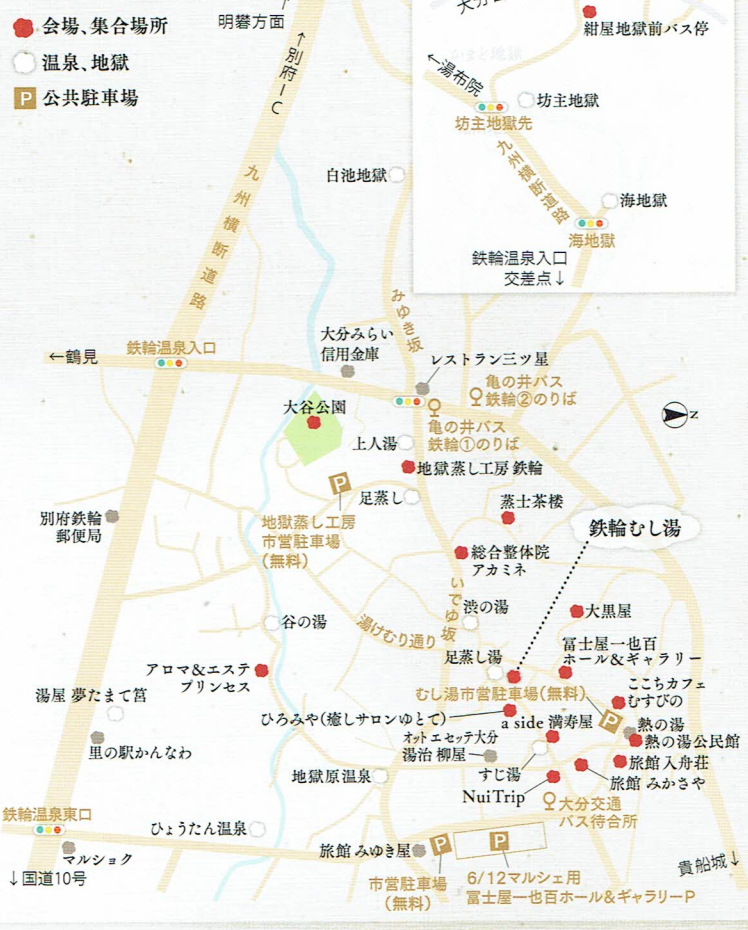 会場、集合場所
温泉、地獄
P 公共駐車場
明礬方面
↑別府IC
九州横断道路
紺屋地獄前バス停
←湯布院
坊主地獄
坊主地獄先
九州横断道路
海地獄
海地獄
鉄輪温泉入口
交差点↓
白池地獄
みゆき坂
大分みらい
信用金庫
←鶴見
鉄輪温泉入口
レストラン三ツ星
亀の井バス
鉄輪②のりば
亀の井バス
鉄輪①のりば
N
大谷公園
上人湯
地獄蒸し工房 鉄輪
P
足蒸し
地獄蒸し工房
市営駐車場
(無料)
蒸士茶楼
鉄輪むし湯
別府鉄輪
郵便局
総合整体院
アカミネ
いでゆ坂
渋の湯
大黒屋
谷の湯
湯けむり通り
足蒸し湯
冨士屋一也百
ホール&ギャラリー
アロマ&エステ
プリンセス
むし湯市営駐車場(無料)
P
ここちカフェ
むすびの
湯屋 夢たまて筥
ひろみや(癒しサロンゆとて)
a side 満寿屋
熱の湯
熱の湯公民館
里の駅かんなわ
オットエセッテ大分
湯治 柳屋
すじ湯
旅館 入舟荘
旅館 みかさや
地獄原温泉
NuiTrip
大分交通
バス待合所
鉄輪温泉東口
ひょうたん温泉
マルショク
↓国道10号
旅館 みゆき屋
P
P
市営駐車場
(無料)
6/12マルシェ用
冨士屋一也百ホール&ギャラリーP
貴船城↓